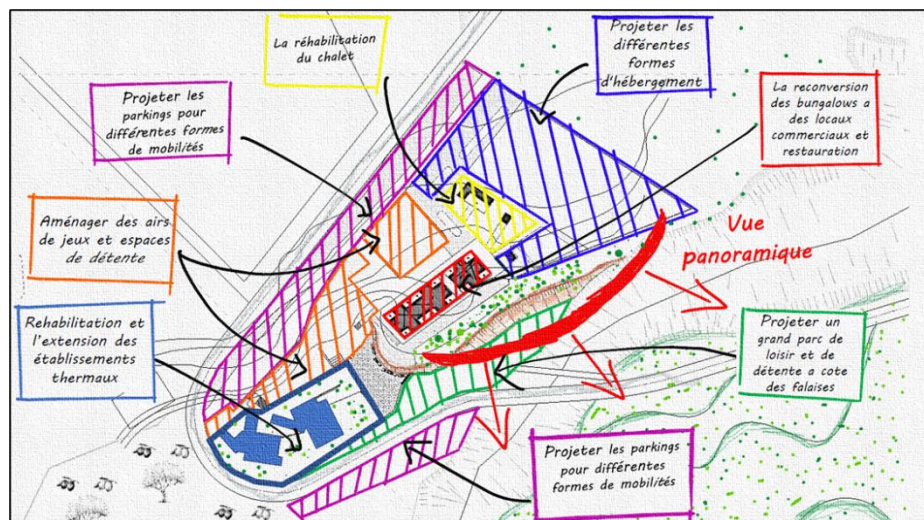 La réhabilitation
du chalet
Projeter les
différentes
formes
d'hébergement
La reconversion
des bungalows a
des locaux
commerciaux et
restauration
Projeter les
parkings pour
différentes formes
de mobilités
Aménager des airs
de jeux et espaces
de détente
Rehabilitation et
l'extension des
établissements
thermaux
Vue
panoramique
Projeter un
grand parc de
loisir et de
détente a cote
des falaises
Projeter les parkings
pour différentes
formes de mobilités